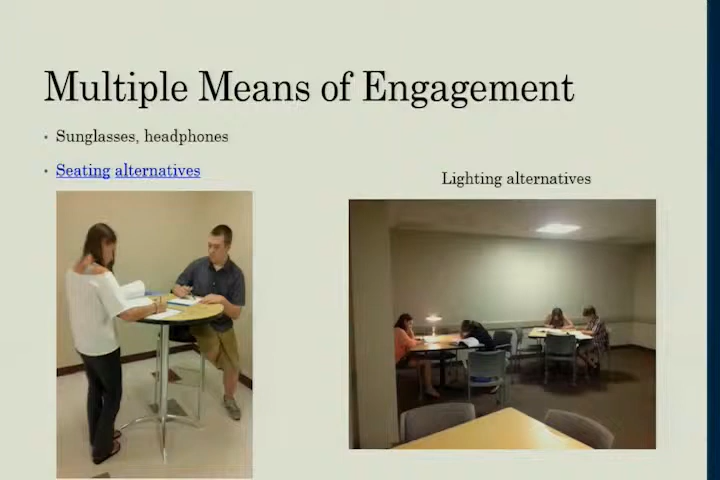 Multiple Means of Engagement
Sunglasses, headphones
Seating alternatives
Lighting alternatives